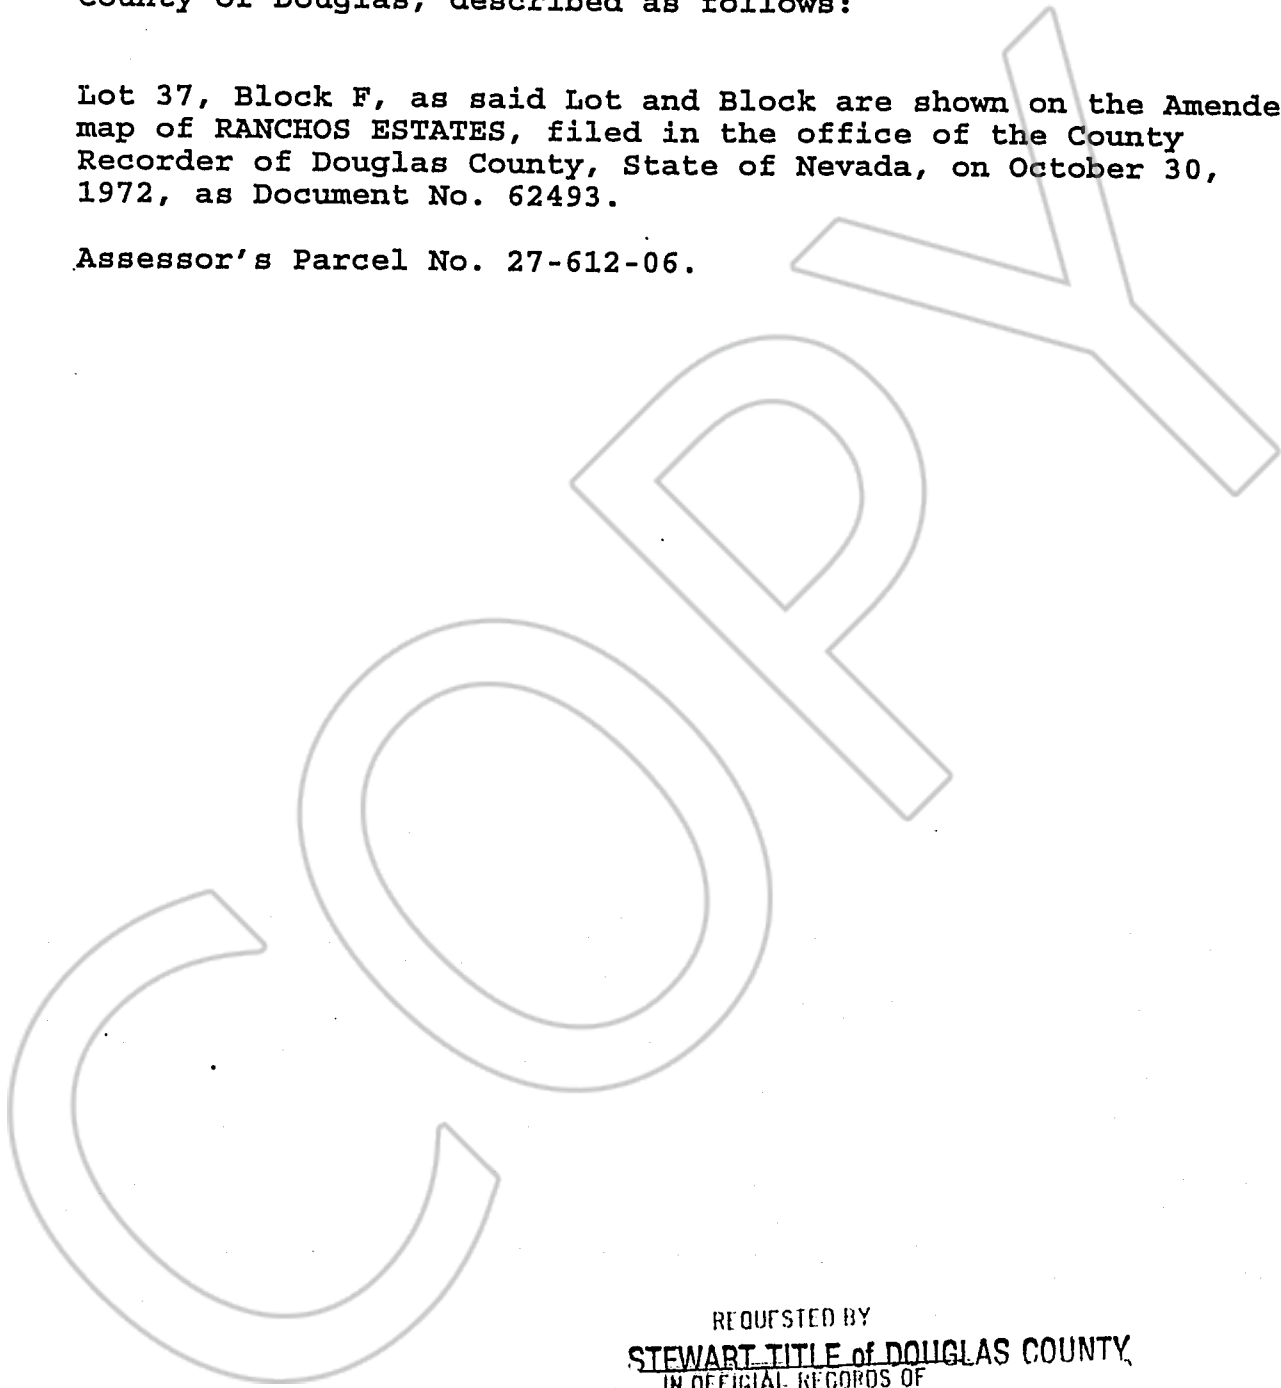 County of Douglas, described as follows:
Lot 37, Block F, as said Lot and Block are shown on the Amende
map of RANCHOS ESTATES, filed in the office of the County
Recorder of Douglas County, State of Nevada, on October 30,
1972, as Document No. 62493.
Assessor's Parcel No. 27-612-06.
COPY
REQUESTED BY
STEWART TITLE of DOUGLAS COUNTY
IN OFFICIAL RECORDS OF